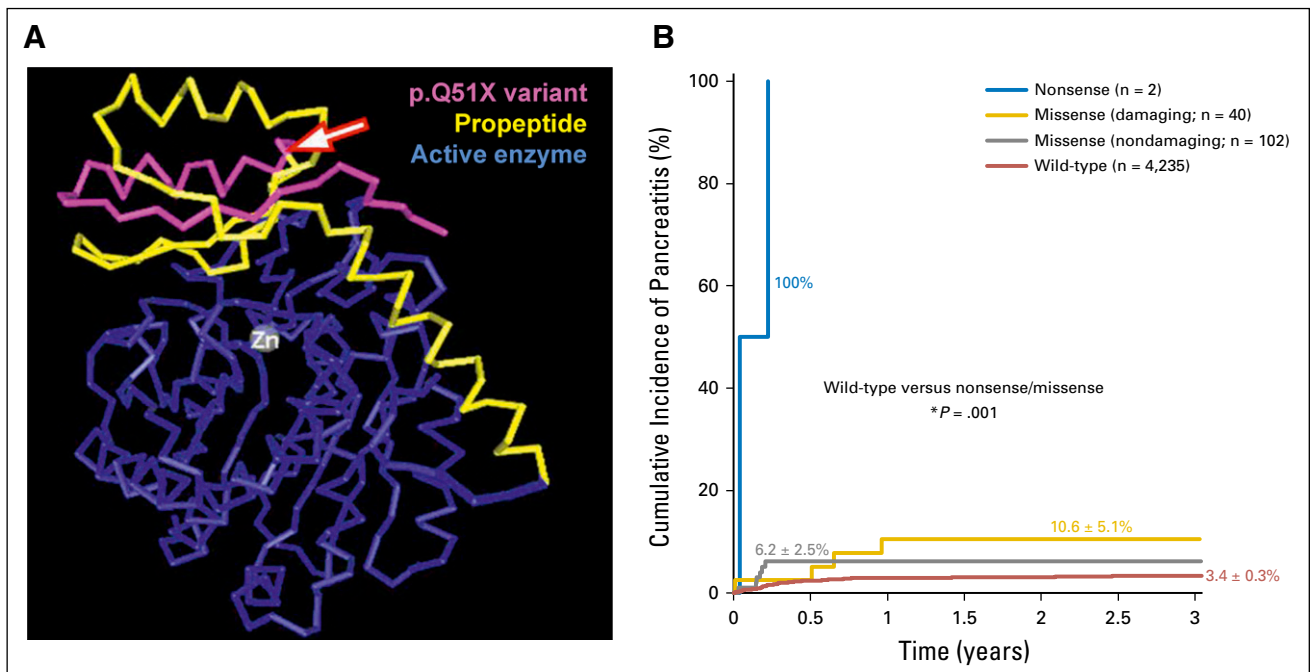 A
p.Q51X variant
Propeptide
Active enzyme
Zn
B
Cumulative Incidence of Pancreatitis (%)
100
80
60
40
20
0
Nonsense (n = 2)
Missense (damaging; n = 40)
Missense (nondamaging; n = 102)
Wild-type (n = 4,235)
100%
Wild-type versus nonsense/missense
*P = .001
10.6 ± 5.1%
6.2 ± 2.5%
3.4 ± 0.3%
0 0.5 1 1.5 2 2.5 3
Time (years)